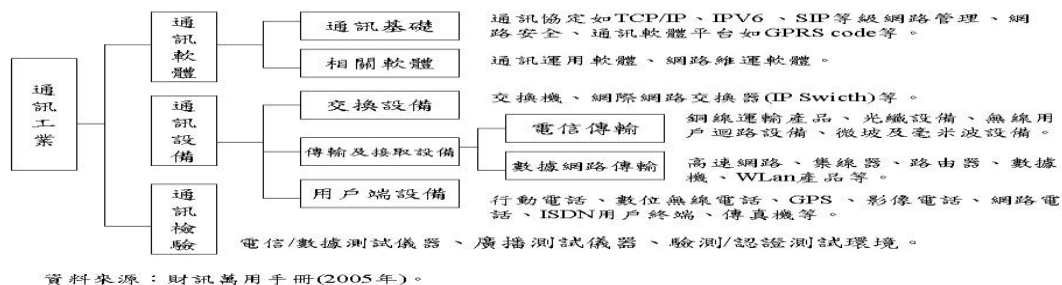 通訊工業
通訊軟體
通訊基礎
通訊協定如TCP/IP、IPV6 、SIP等級網路管理、網
路安全、通訊軟體平台如GPRS code等。
相關軟體
通訊運用軟體、網路維運軟體。
通訊設備
交換設備
交換機、網際網路交換器(IP Swicth)等。
傳輸及接取設備
電信傳輸
銅線運輸產品、光纖設備、無線用
戶迴路設備、微坡及毫米波設備。
數據網路傳輸
高速網路、集線器、路由器、數據
機、WLan產品等。
用戶端設備
行動電話、數位無線電話、GPS 、影像電話、網路電
話、ISDN用戶終端、傳真機等。
通訊檢驗
電信/數據測試儀器、廣播測試儀器、驗測/認證測試環境。
資料來源：財訊萬用手冊(2005年)。